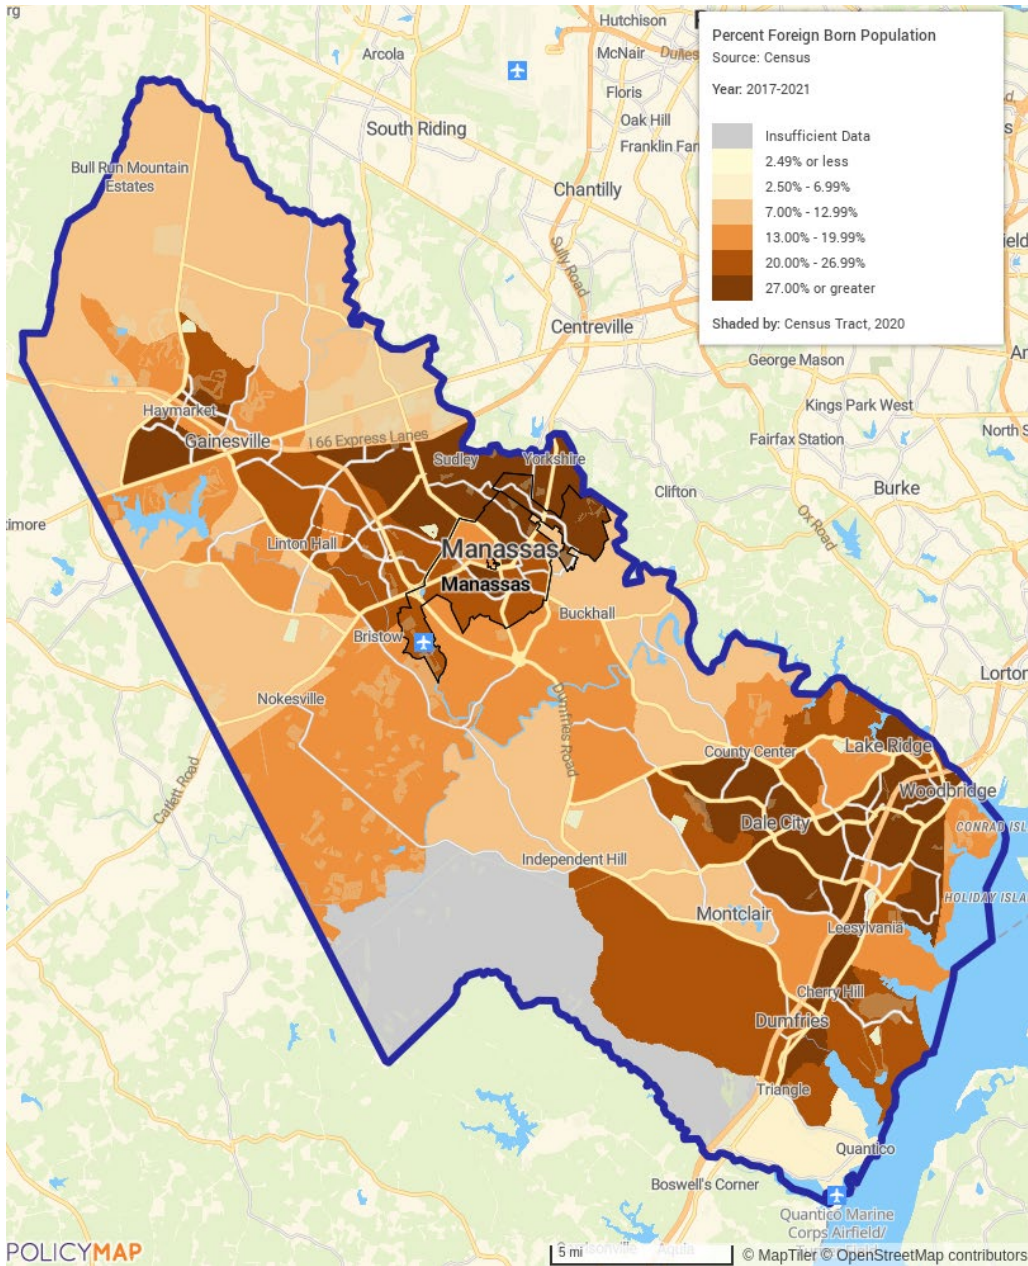 rg
Hutchison
McNair
Dulles
Arcola
Floris
Oak Hill
Franklin Far
South Riding
Chantilly
Sully Road
Centreville
Percent Foreign Born Population
Source: Census
Year: 2017-2021
Insufficient Data
2.49% or less
2.50% - 6.99%
7.00% - 12.99%
13.00% - 19.99%
20.00% - 26.99%
27.00% or greater
Shaded by: Census Tract, 2020
d.
s
ield
Bull Run Mountain
Estates
George Mason
Kings Park West
Fairfax Station
North S
Burke
Ox Road
Clifton
Haymarket
Gainesville
I 66 Express Lanes
Sudley
Yorkshire
timore
Linton Hall
Manassas
Manassas
Buckhall
Bristow
Nokesville
Dumfries Road
Catlett Road
Lorton
County Center
Lake Ridge
Woodbridge
Dale City
CONRAD ISL
Independent Hill
HOLIDAY ISLA
Montclair
Leesylvania
Cherry Hill
Dumfries
Triangle
Quantico
Boswell's Corner
Quantico Marine
Corps Airfield/
POLICYMAP
5 mi
Aquia
© MapTiler © OpenStreetMap contributors